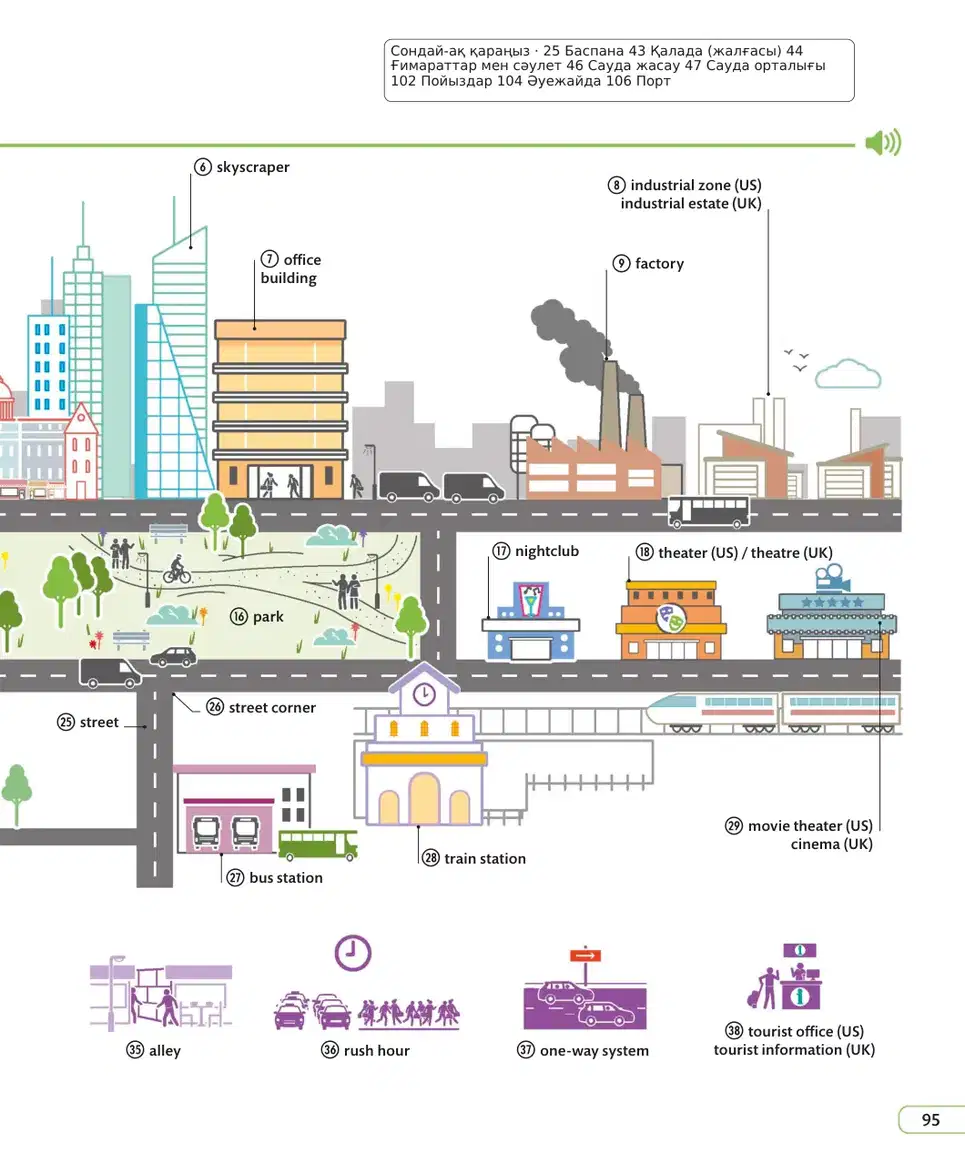 Сондай-ақ қараңыз · 25 Баспана 43 Қалада (жалғасы) 44
Ғимараттар мен сәулет 46 Сауда жасау 47 Сауда орталығы
102 Пойыздар 104 Әуежайда 106 Порт
6 skyscraper
8 industrial zone (US)
industrial estate (UK)
7 office
building
9 factory
17 nightclub
18 theater (US) / theatre (UK)
16 park
26 street corner
25 street
29 movie theater (US)
cinema (UK)
28 train station
27 bus station
35 alley
36 rush hour
37 one-way system
38 tourist office (US)
tourist information (UK)
95